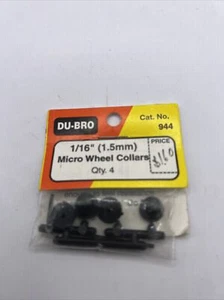 DU-BRO
Cat. No.
944
1/16" (1.5mm)
Micro Wheel Collars
Qty. 4
PRICE